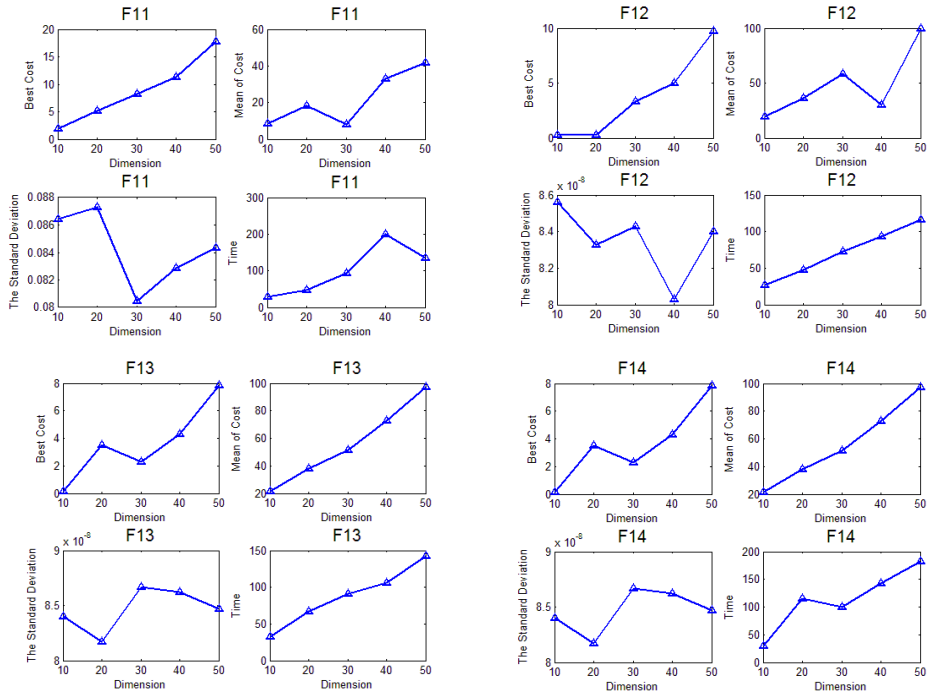 F11
Best Cost
20
15
10
5
0
10 20 30 40 50
Dimension
F11
Mean of Cost
60
40
20
0
10 20 30 40 50
Dimension
F11
The Standard Deviation
0.088
0.086
0.084
0.082
0.08
10 20 30 40 50
Dimension
F11
Time
300
200
100
0
10 20 30 40 50
Dimension
F12
Best Cost
10
5
0
10 20 30 40 50
Dimension
F12
Mean of Cost
100
50
0
10 20 30 40 50
Dimension
F12
x 10^-8
The Standard Deviation
8.6
8.4
8.2
8
10 20 30 40 50
Dimension
F12
Time
150
100
50
0
10 20 30 40 50
Dimension
F13
Best Cost
8
6
4
2
0
10 20 30 40 50
Dimension
F13
Mean of Cost
100
80
60
40
20
10 20 30 40 50
Dimension
F13
x 10^-8
The Standard Deviation
9
8.5
8
10 20 30 40 50
Dimension
F13
Time
150
100
50
0
10 20 30 40 50
Dimension
F14
Best Cost
8
6
4
2
0
10 20 30 40 50
Dimension
F14
Mean of Cost
100
80
60
40
20
10 20 30 40 50
Dimension
F14
x 10^-8
The Standard Deviation
9
8.5
8
10 20 30 40 50
Dimension
F14
Time
200
150
100
50
0
10 20 30 40 50
Dimension